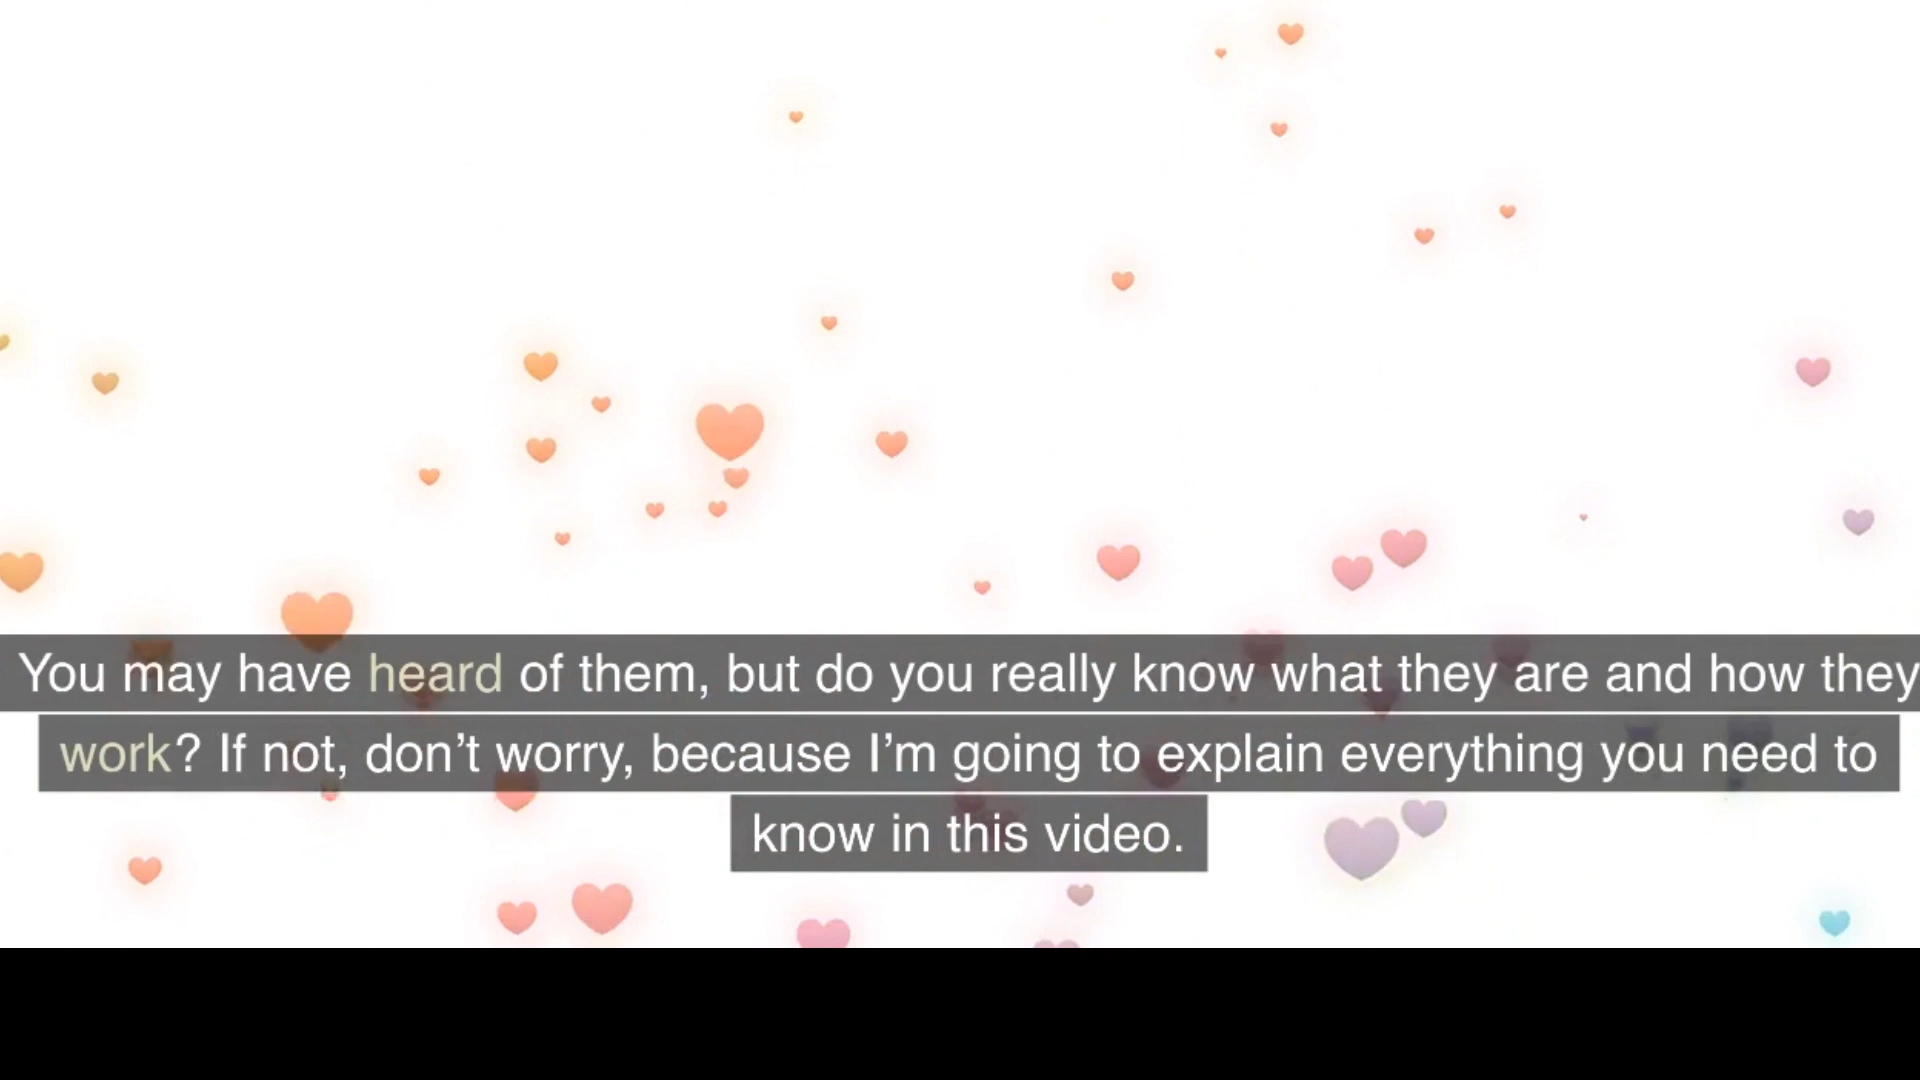 You may have heard of them, but do you really know what they are and how they
work? If not, don’t worry, because I’m going to explain everything you need to
know in this video.